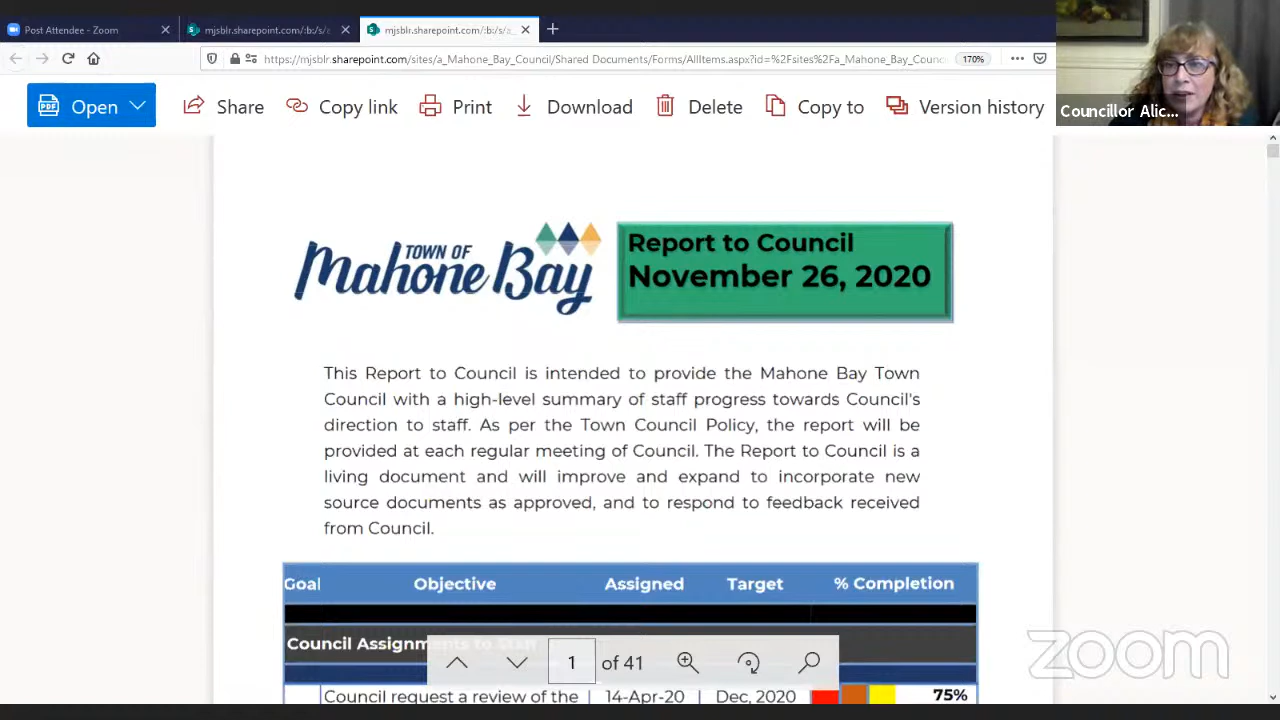 Post Attendee - Zoom
mjsblr.sharepoint.com/:b:/s/a
mjsblr.sharepoint.com/:b:/s/a
https://mjsblr.sharepoint.com/sites/a_Mahone_Bay_Council/Shared Documents/Forms/AllItems.aspx?id=%2Fsites%2Fa_Mahone_Bay_Counc
170%
PDF Open
Share
Copy link
Print
Download
Delete
Copy to
Version history
Councillor Alic...
TOWN OF
Mahone Bay
Report to Council
November 26, 2020
This Report to Council is intended to provide the Mahone Bay Town
Council with a high-level summary of staff progress towards Council's
direction to staff. As per the Town Council Policy, the report will be
provided at each regular meeting of Council. The Report to Council is a
living document and will improve and expand to incorporate new
source documents as approved, and to respond to feedback received
from Council.
Goal Objective Assigned Target % Completion
Council Assignments to Staff
1 of 41
Council request a review of the 14-Apr-20 Dec, 2020 75%
zoom